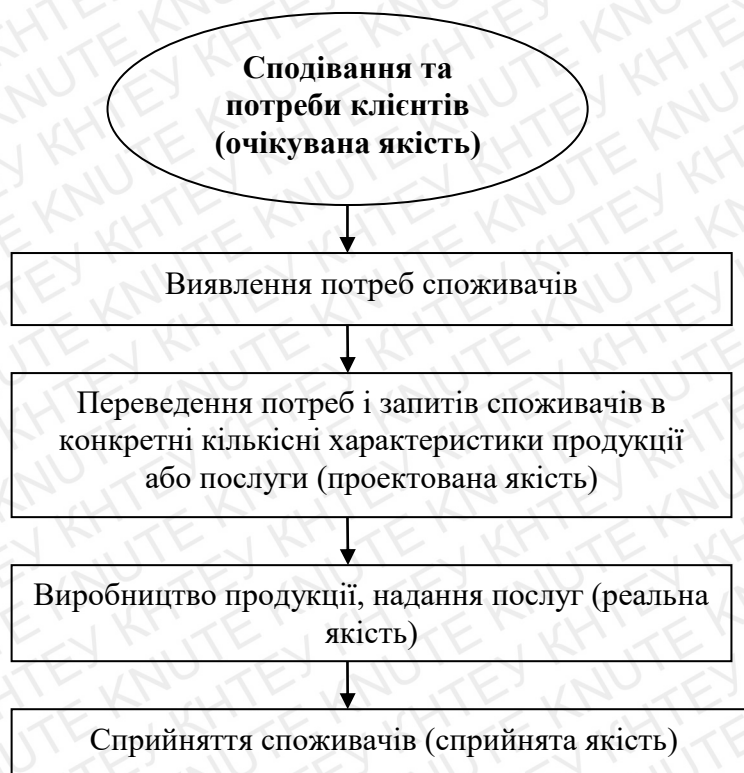 Сподівання та
потреби клієнтів
(очікувана якість)
Виявлення потреб споживачів
Переведення потреб і запитів споживачів в
конкретні кількісні характеристики продукції
або послуги (проектована якість)
Виробництво продукції, надання послуг (реальна
якість)
Сприйняття споживачів (сприйнята якість)